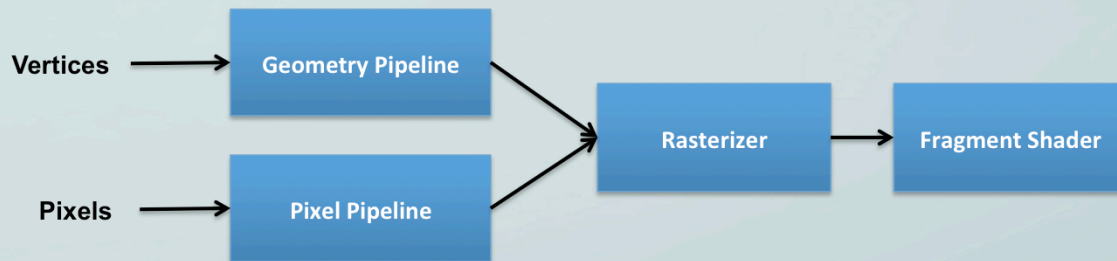 Vertices
Geometry Pipeline
Pixels
Pixel Pipeline
Rasterizer
Fragment Shader